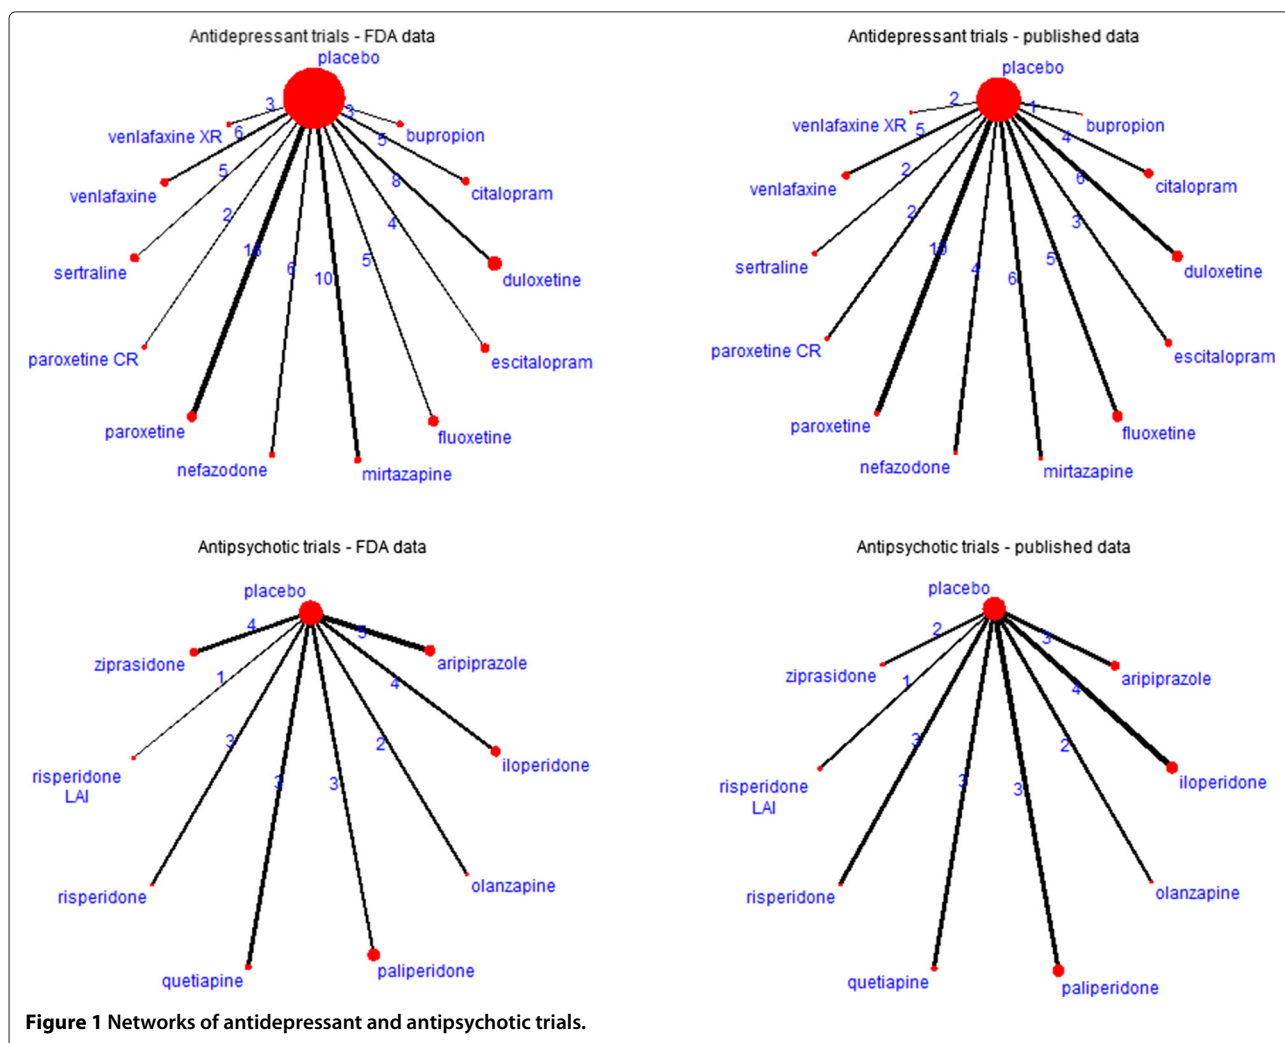 Antidepressant trials - FDA data
placebo
3
3
venlafaxine XR
6
bupropion
5
venlafaxine
5
8
citalopram
sertraline
2
4
duloxetine
paroxetine CR
6
10
5
escitalopram
paroxetine
nefazodone
mirtazapine
fluoxetine
Antidepressant trials - published data
placebo
2
1
venlafaxine XR
5
bupropion
4
venlafaxine
2
6
citalopram
sertraline
2
3
duloxetine
paroxetine CR
4
6
5
escitalopram
paroxetine
nefazodone
mirtazapine
fluoxetine
Antipsychotic trials - FDA data
placebo
4
5
ziprasidone
aripiprazole
1
4
risperidone
LAI
3
2
iloperidone
3
3
risperidone
olanzapine
quetiapine
paliperidone
Antipsychotic trials - published data
placebo
2
3
ziprasidone
aripiprazole
1
4
risperidone
LAI
3
2
iloperidone
3
3
risperidone
olanzapine
quetiapine
paliperidone
Figure 1 Networks of antidepressant and antipsychotic trials.